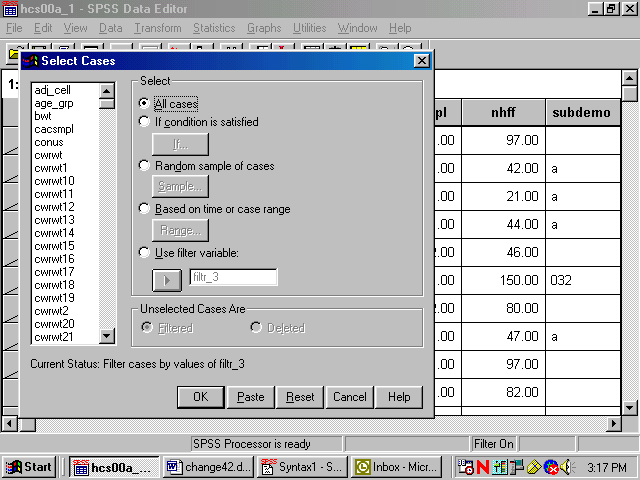 hcs00a_1 - SPSS Data Editor
File Edit View Data Transform Statistics Graphs Utilities Window Help
Select Cases
1:
adj_cell
age_grp
bwt
cacsmpl
conus
cwrwt
cwrwt1
cwrwt10
cwrwt11
cwrwt12
cwrwt13
cwrwt14
cwrwt15
cwrwt16
cwrwt17
cwrwt18
cwrwt19
cwrwt2
cwrwt20
cwrwt21
Select
All cases
If condition is satisfied
If...
Random sample of cases
Sample...
Based on time or case range
Range...
Use filter variable:
filtr_3
Unselected Cases Are
Filtered Deleted
Current Status: Filter cases by values of filtr_3
OK Paste Reset Cancel Help
pl nhff subdemo
.00 97.00
.00 42.00 a
.00 21.00 a
.00 44.00 a
.00 46.00
.00 150.00 032
.00 80.00
.00 47.00 a
.00 97.00
.00 82.00
SPSS Processor is ready Filter On
Start hcs00a_... change42.d... Syntax1 - S... Inbox - Micr... 3:17 PM